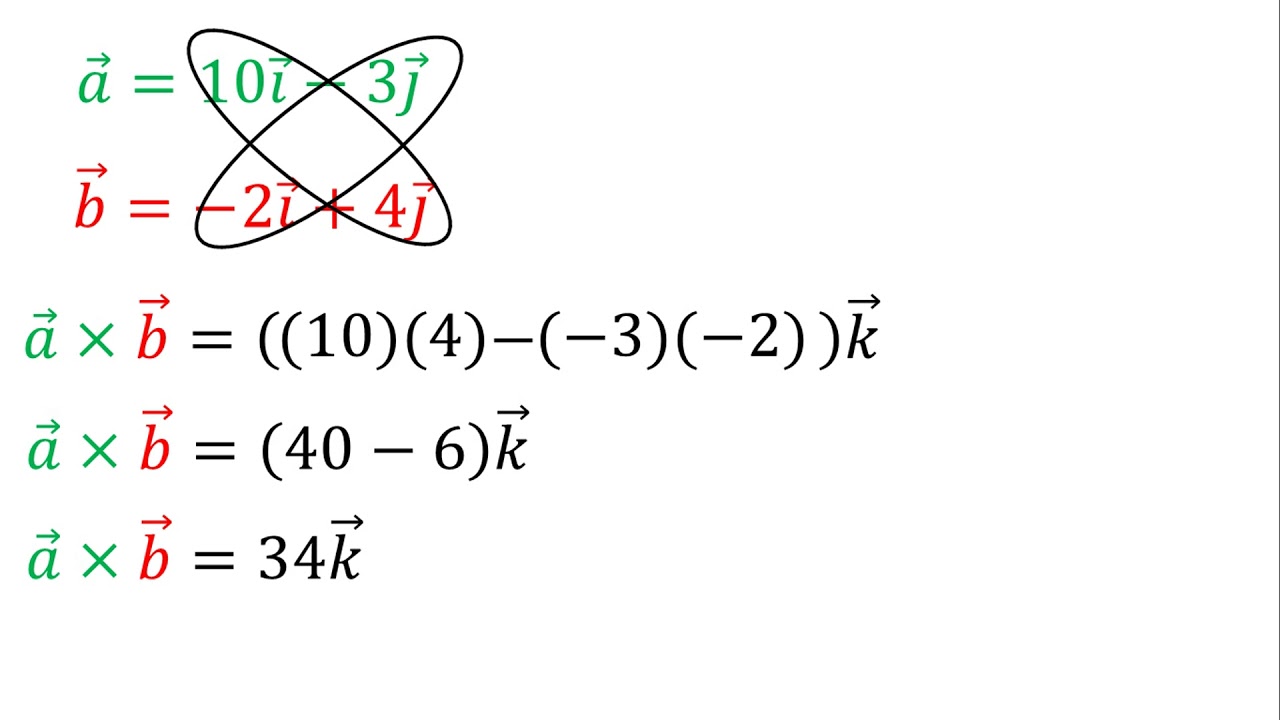 a⃗ = 10i⃗ − 3j⃗
b⃗ = −2i⃗ + 4j⃗
a⃗ × b⃗ = ((10)(4)−(−3)(−2) )k⃗
a⃗ × b⃗ = (40 − 6)k⃗
a⃗ × b⃗ = 34k⃗